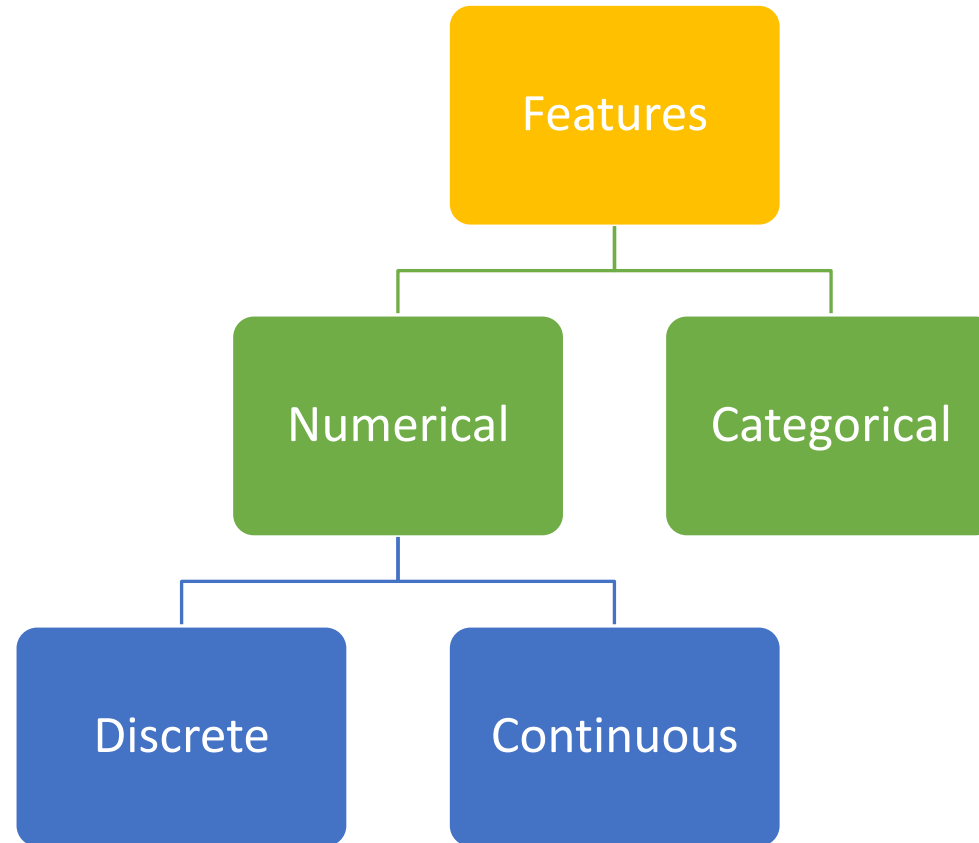 Features
Numerical
Categorical
Discrete
Continuous